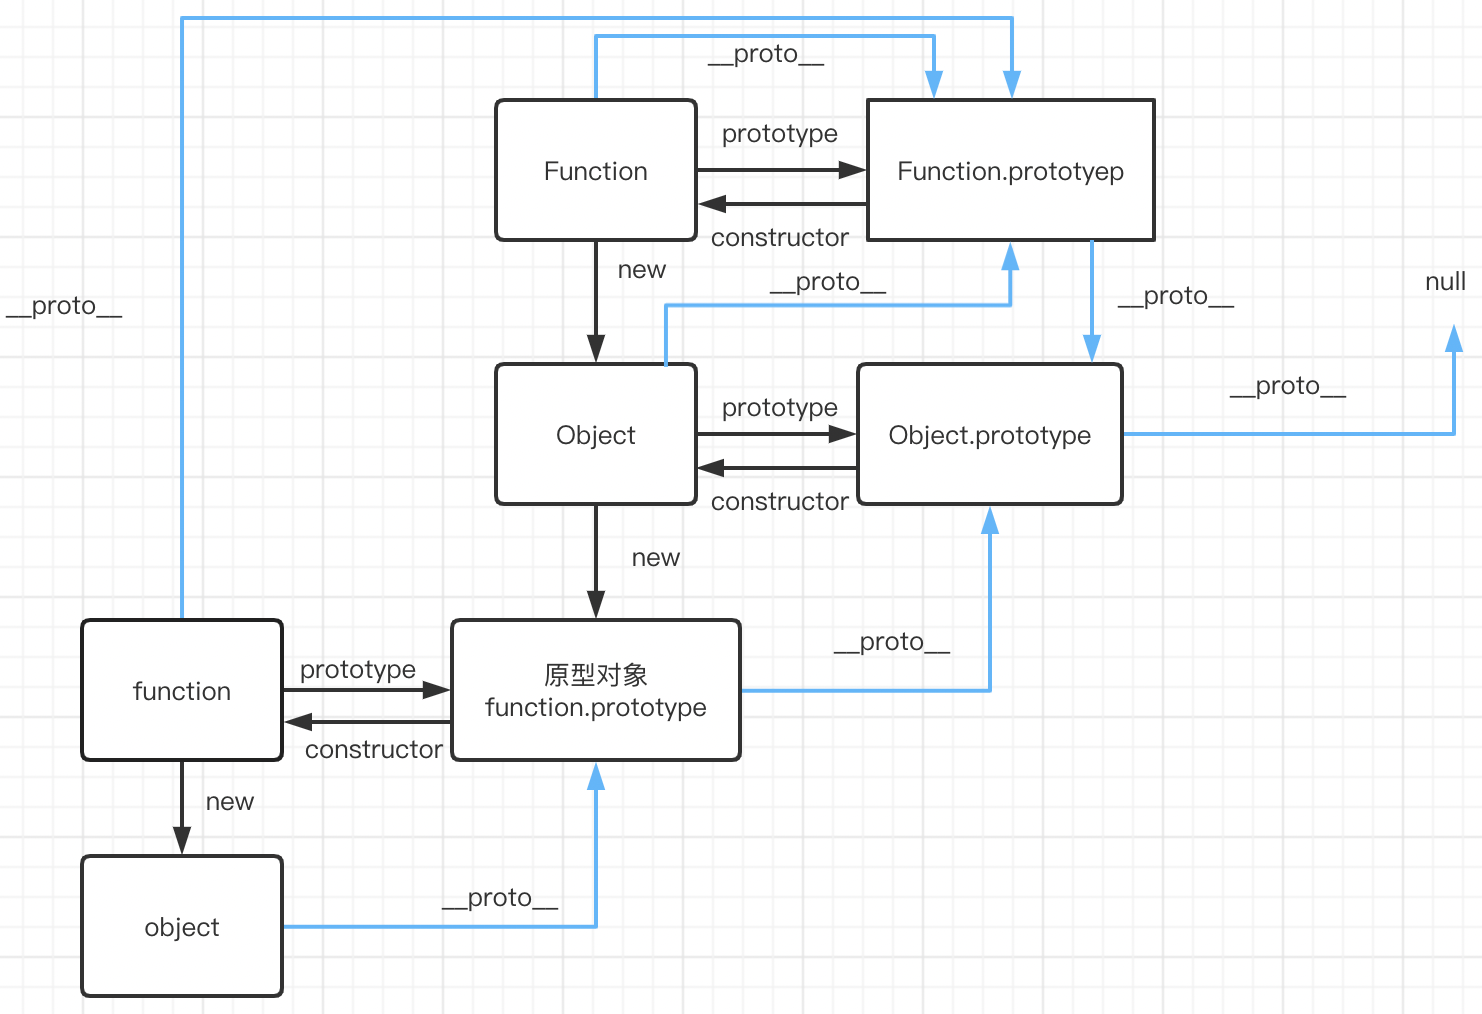 __proto__
prototype
Function
Function.prototyep
constructor
new
__proto__
null
__proto__
__proto__
__proto__
prototype
Object
Object.prototype
constructor
new
__proto__
prototype
原型对象
function
function.prototype
constructor
new
__proto__
object